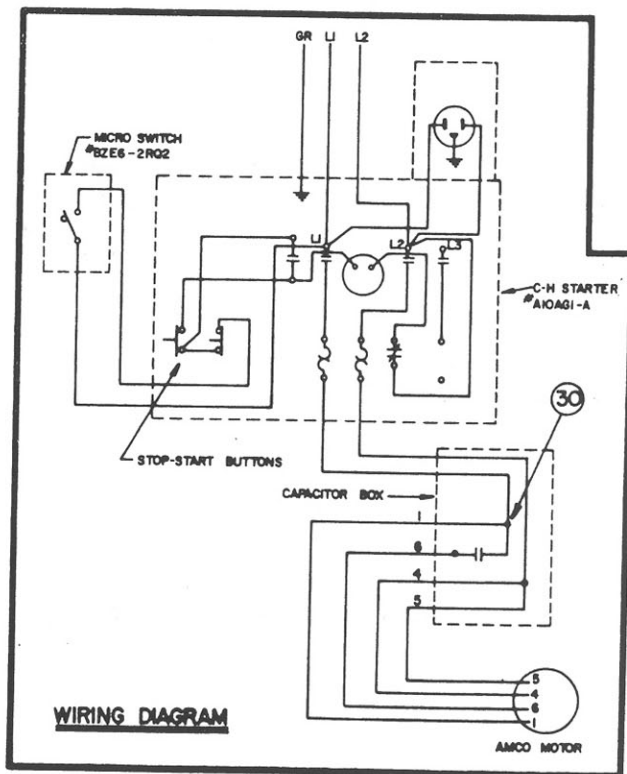 GR L1 L2
MICRO SWITCH
"BZE6-2RQ2
L1 L2 L3
C-H STARTER
"A10AG1-A
30
STOP-START BUTTONS
CAPACITOR BOX
1
6
4
5
5
4
6
1
WIRING DIAGRAM
AMCO MOTOR